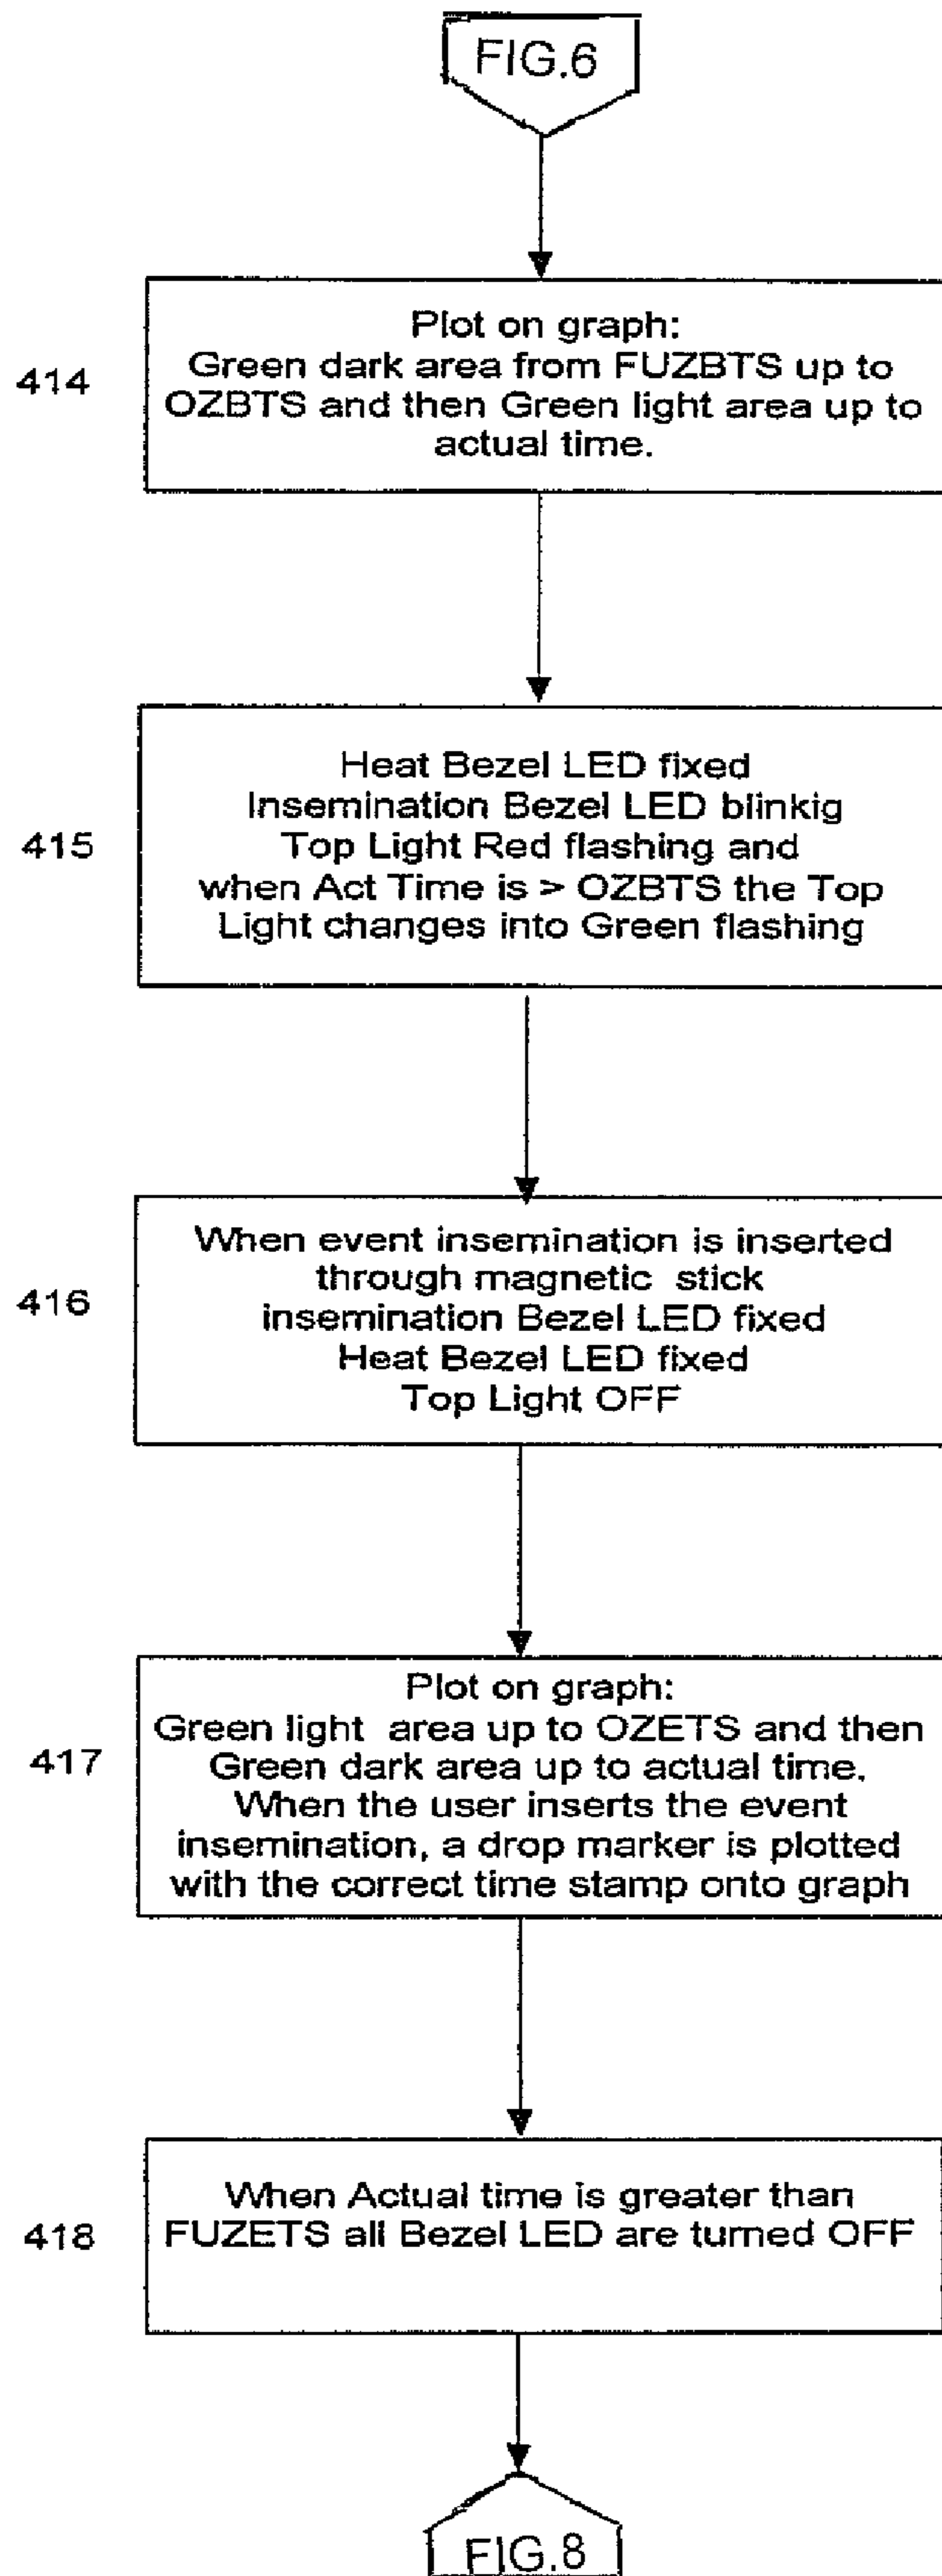 FIG.6
414
Plot on graph:
Green dark area from FUZBTS up to
OZBTS and then Green light area up to
actual time.
415
Heat Bezel LED fixed
Insemination Bezel LED blinkig
Top Light Red flashing and
when Act Time is > OZBTS the Top
Light changes into Green flashing
416
When event insemination is inserted
through magnetic stick
insemination Bezel LED fixed
Heat Bezel LED fixed
Top Light OFF
417
Plot on graph:
Green light area up to OZETS and then
Green dark area up to actual time.
When the user inserts the event
insemination, a drop marker is plotted
with the correct time stamp onto graph
418
When Actual time is greater than
FUZETS all Bezel LED are turned OFF
FIG.8